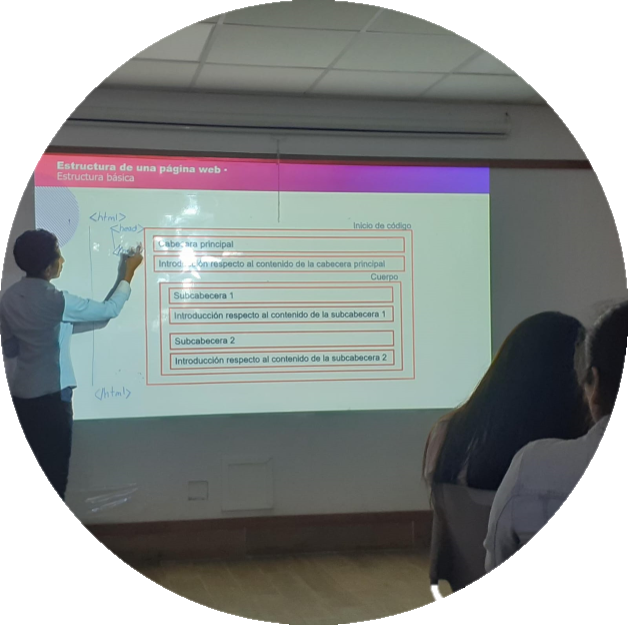 Estructura de una página web ·
Estructura básica
<html>
<head>
Inicio de código
Cabecera principal
Introducción respecto al contenido de la cabecera principal
Cuerpo
Subcabecera 1
Introducción respecto al contenido de la subcabecera 1
Subcabecera 2
Introducción respecto al contenido de la subcabecera 2
</html>